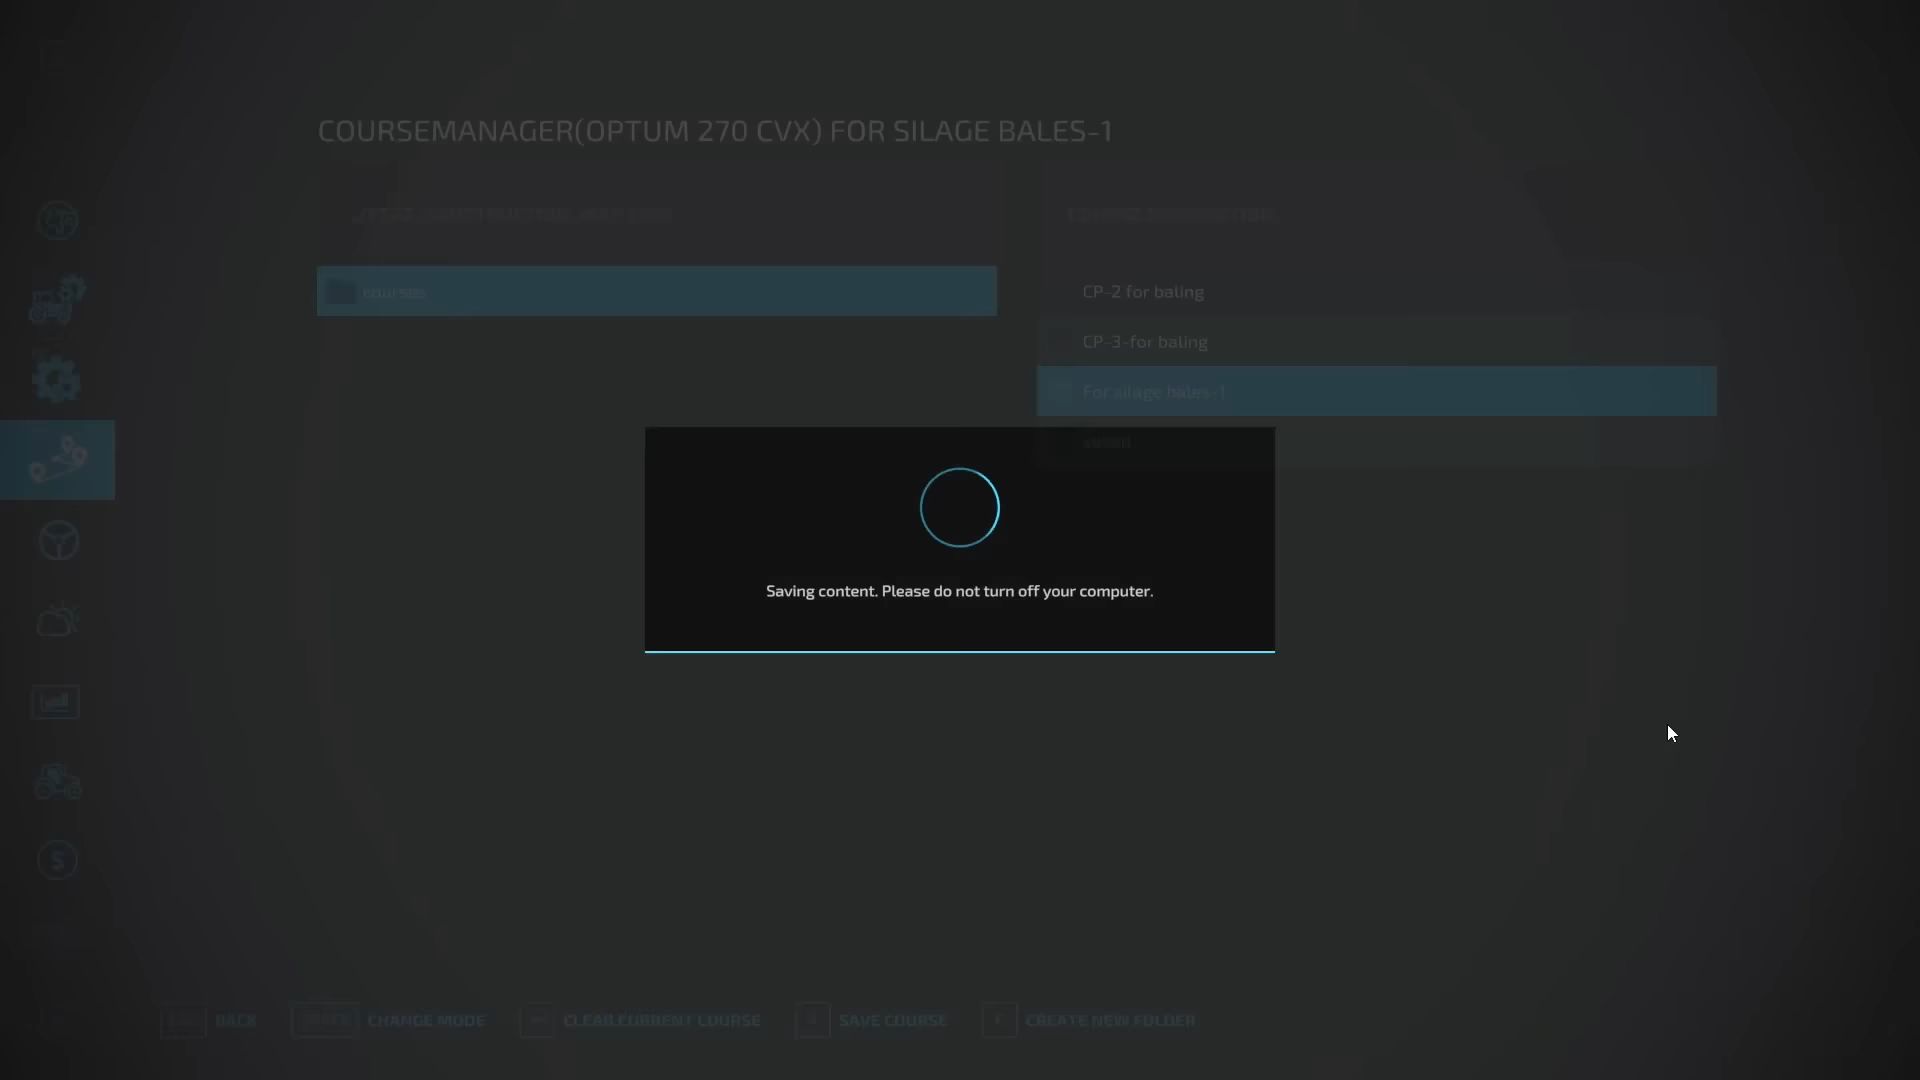 COURSEMANAGER(OPTUM 270 CVX) FOR SILAGE BALES-1
courses
CP-2 for baling
CP-3-for baling
For silage bales-1
Saving content. Please do not turn off your computer.
BACK
CHANGE MODE
CLEAR CURRENT COURSE
SAVE COURSE
CREATE NEW FOLDER